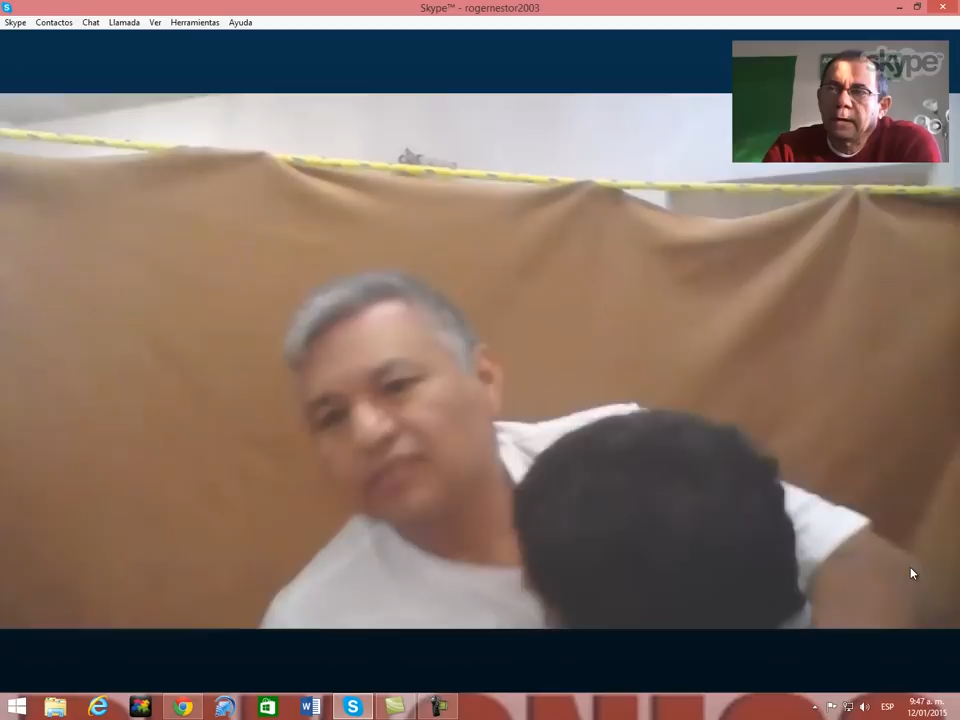 Skype™ - rogernestor2003
Skype Contactos Chat Llamada Ver Herramientas Ayuda
skype
ESP
9:47 a. m.
12/01/2015